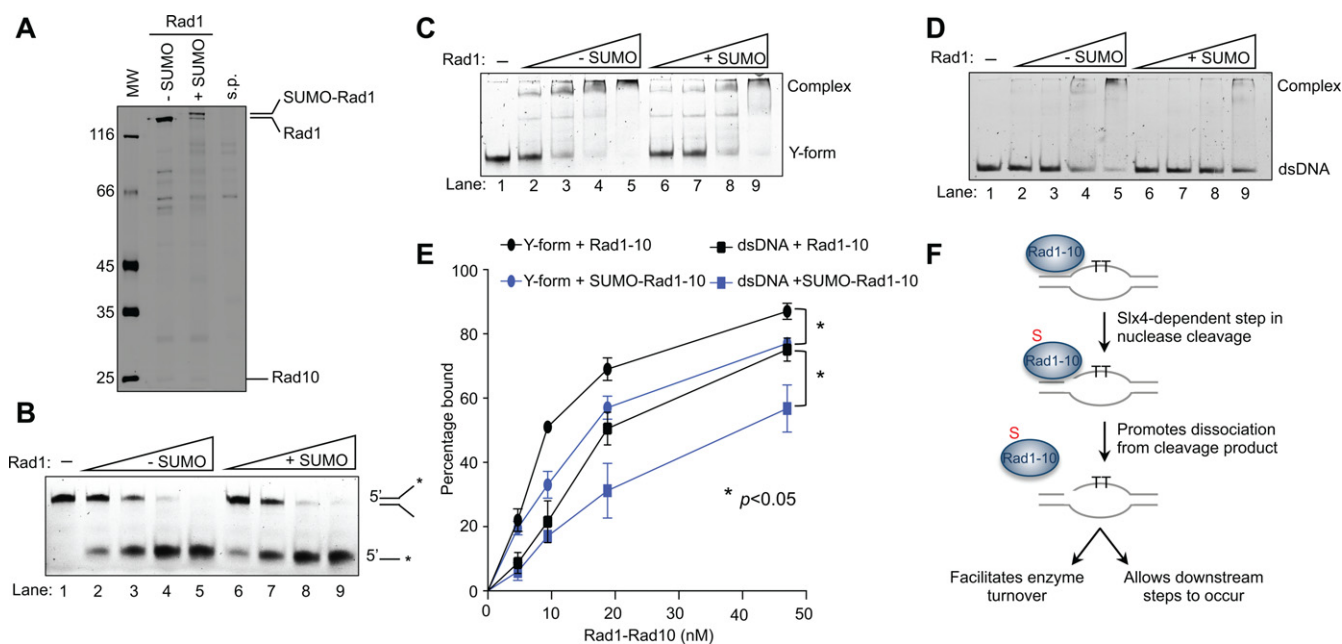 A
Rad1
MW
- SUMO
+ SUMO
s.p.
SUMO-Rad1
Rad1
116
66
45
35
25
Rad10
B
Rad1: – - SUMO + SUMO
5’ *
5’ *
Lane: 1 2 3 4 5 6 7 8 9
C
Rad1: – - SUMO + SUMO
Complex
Y-form
Lane: 1 2 3 4 5 6 7 8 9
D
Rad1: – - SUMO + SUMO
Complex
dsDNA
Lane: 1 2 3 4 5 6 7 8 9
E
Y-form + Rad1-10
dsDNA + Rad1-10
Y-form + SUMO-Rad1-10
dsDNA +SUMO-Rad1-10
Percentage bound
100
80
60
40
20
0
*
*
* p<0.05
0 10 20 30 40 50
Rad1-Rad10 (nM)
F
Rad1-10
TT
Slx4-dependent step in
nuclease cleavage
S
Rad1-10
TT
Promotes dissociation
from cleavage product
S
Rad1-10
TT
Facilitates enzyme
turnover
Allows downstream
steps to occur